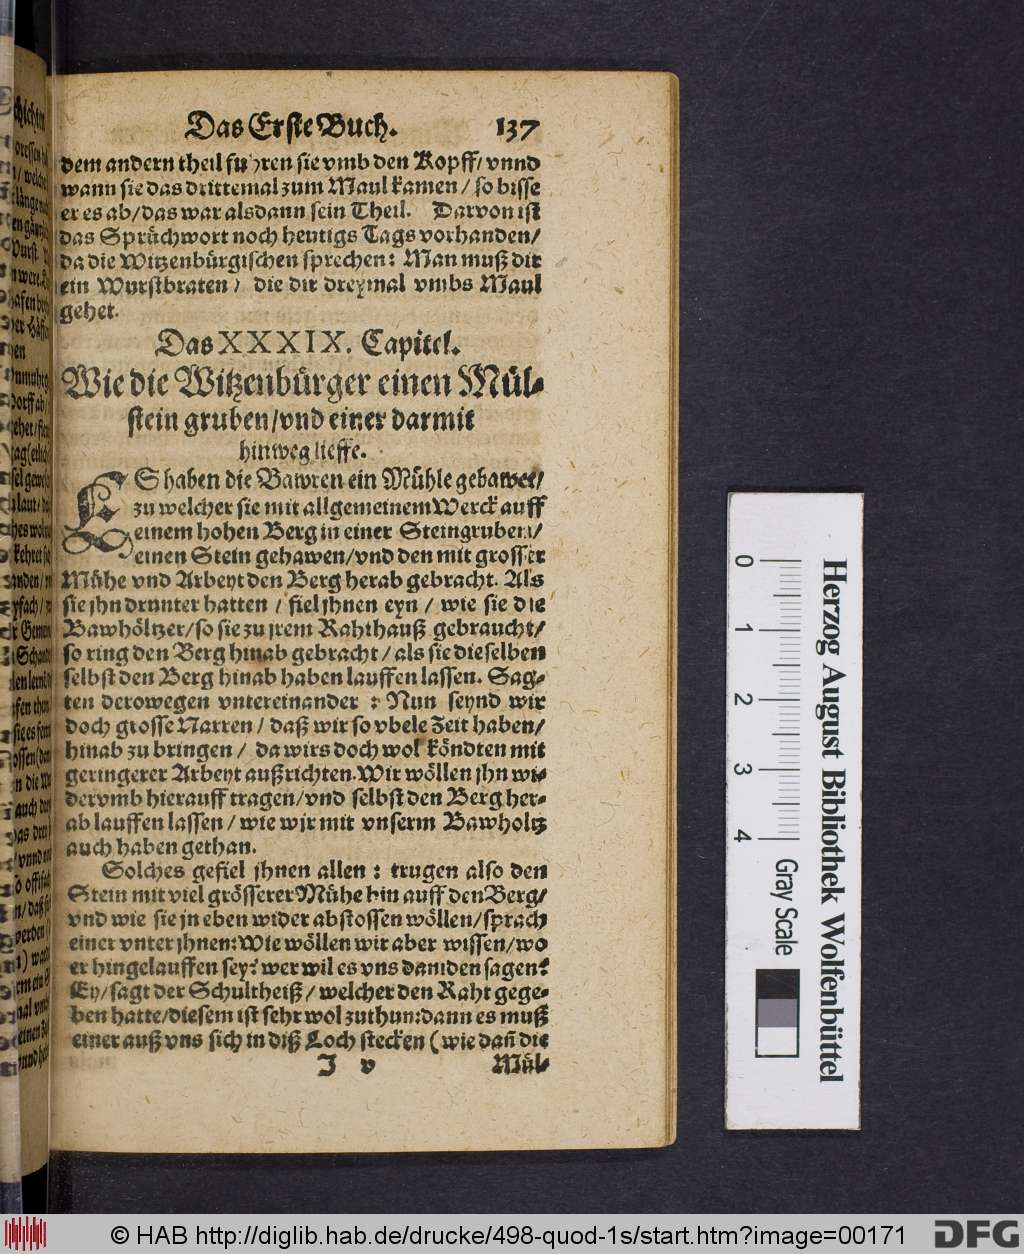 Das Erste Buch. 137
dem andern theil fuhren sie vmb den Kopff/ vnnd
wann sie das drittemal zum Maul kamen / so bisse
er es ab/das war alsdann sein Theil. Darvon ist
das Sprüchwort noch heutigs Tags vorhanden/
da die Witzenbürgischen sprechen: Man muß dir
ein Wurstbraten / die dir dreymal vmbs Maul
gehet.
Das XXXIX. Capitel.
Wie die Witzenbürger einen Mül-
stein gruben/vnd einer darmit
hinweg lieffe.
ES haben die Bawren ein Mühle gebawet/
zu welcher sie mit allgemeinem Werck auff
einem hohen Berg in einer Steingruben/
einen Stein gehawen/vnd den mit grosser
Mühe vnd Arbeyt den Berg herab gebracht. Als
sie jhn drunter hatten / fiel jhnen eyn / wie sie die
Bawhöltzer/so sie zu jrem Rahthauß gebraucht/
so ring den Berg hinab gebracht / als sie dieselben
selbst den Berg hinab haben lauffen lassen. Sag-
ten derowegen vntereinander : Nun seynd wir
doch grosse Narren / daß wir so vbele Zeit haben/
hinab zu bringen / da wirs doch wol köndten mit
geringerer Arbeyt außrichten. Wir wöllen jhn wi-
dervmb hierauff tragen/vnd selbst den Berg her-
ab lauffen lassen / wie wjr mit vnserm Bawholtz
auch haben gethan.
Solches gefiel jhnen allen : trugen also den
Stein mit viel grösserer Mühe hin auff den Berg/
vnd wie sie jn eben wider abstossen wöllen/sprach
einer vnter jhnen: Wie wöllen wir aber wissen/wo
er hingelauffen sey? wer wil es vns daniden sagen?
Ey/sagt der Schultheiß / welcher den Raht gege-
ben hatte/diesem ist sehr wol zuthun: dann es muß
einer auß vns sich in diß Loch stecken (wie dañ die
J v Mül-
0 1 2 3 4
Gray Scale
Herzog August Bibliothek Wolfenbüttel
© HAB http://diglib.hab.de/drucke/498-quod-1s/start.htm?image=00171
DFG